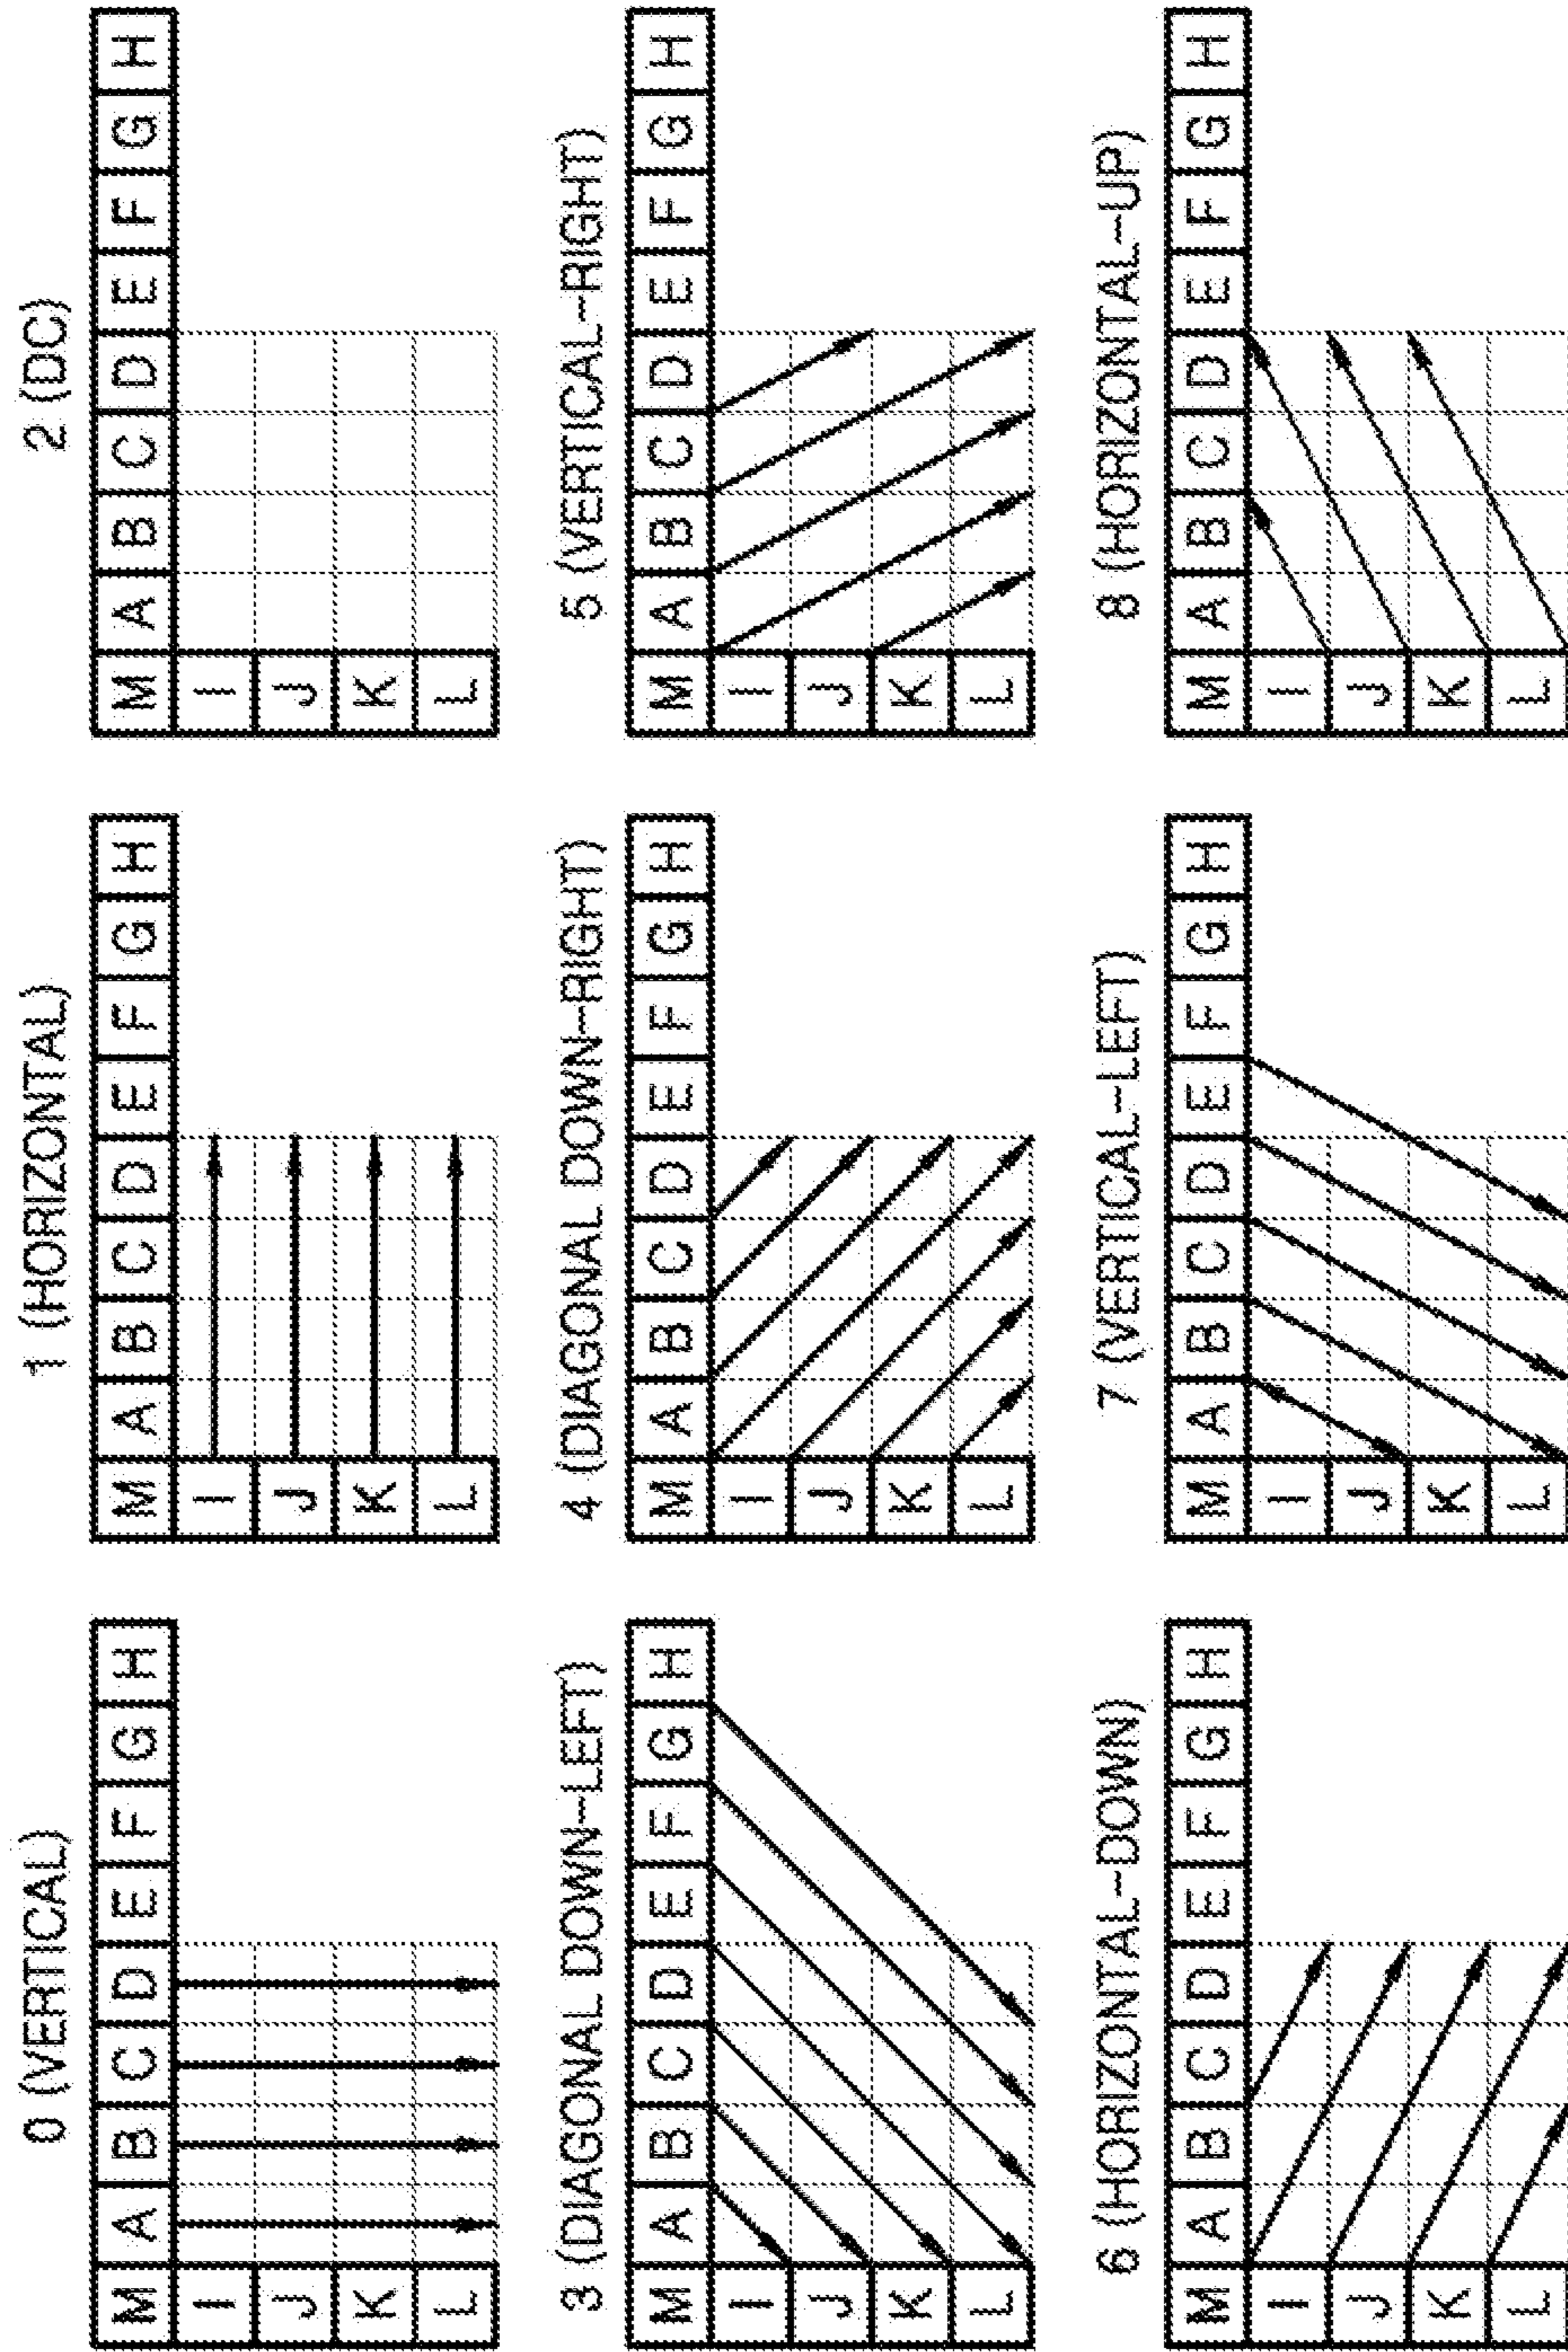 0 (VERTICAL)
M A B C D E F G H
I
J
K
L
1 (HORIZONTAL)
M A B C D E F G H
I
J
K
L
2 (DC)
M A B C D E F G H
I
J
K
L
3 (DIAGONAL DOWN-LEFT)
M A B C D E F G H
I
J
K
L
4 (DIAGONAL DOWN-RIGHT)
M A B C D E F G H
I
J
K
L
5 (VERTICAL-RIGHT)
M A B C D E F G H
I
J
K
L
6 (HORIZONTAL-DOWN)
M A B C D E F G H
I
J
K
L
7 (VERTICAL-LEFT)
M A B C D E F G H
I
J
K
L
8 (HORIZONTAL-UP)
M A B C D E F G H
I
J
K
L